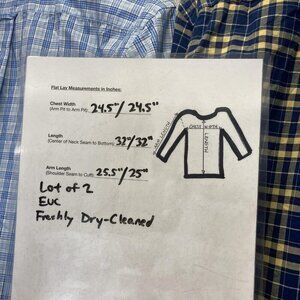 Flat Lay Measurements in Inches:
Chest Width
(Arm Pit to Arm Pit): 24.5"/24.5"
Length
(Center of Neck Seam to Bottom): 32"/32"
Arm Length
(Shoulder Seam to Cuff): 25.5"/25"
Lot of 2
EUC
Freshly Dry-Cleaned
CHEST WIDTH
LENGTH